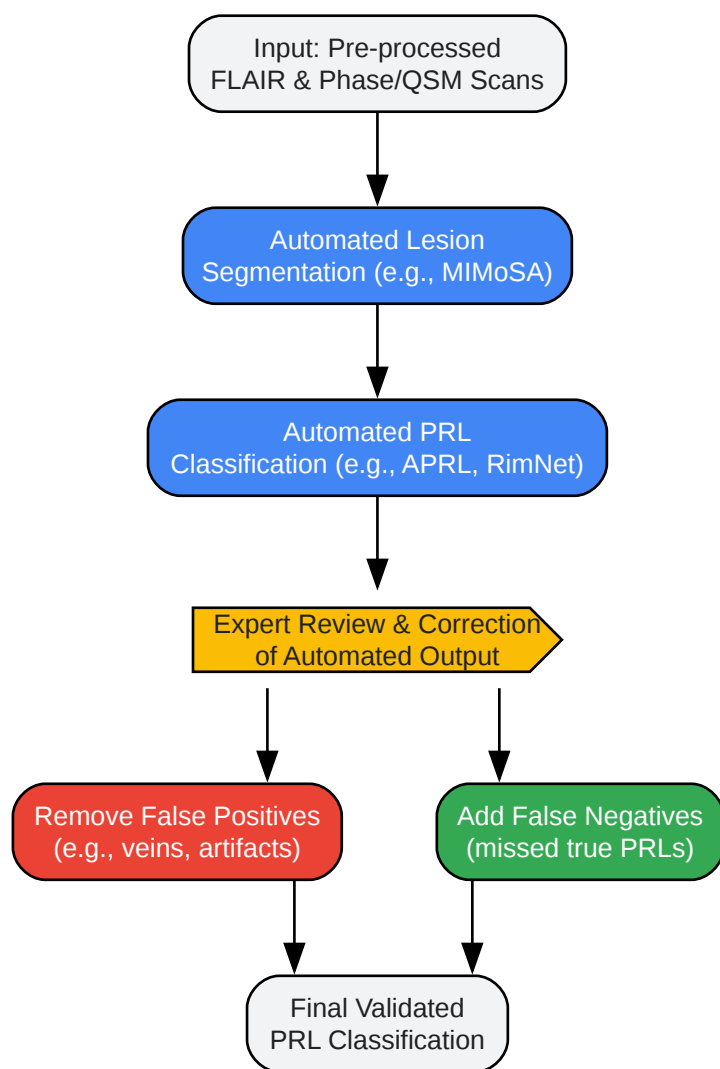 Input: Pre-processed
FLAIR & Phase/QSM Scans
Automated Lesion
Segmentation (e.g., MIMoSA)
Automated PRL
Classification (e.g., APRL, RimNet)
Expert Review & Correction
of Automated Output
Remove False Positives
(e.g., veins, artifacts)
Add False Negatives
(missed true PRLs)
Final Validated
PRL Classification